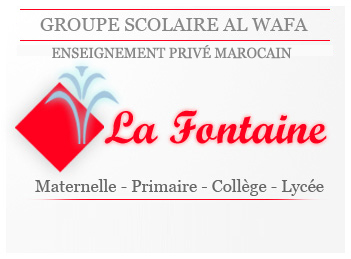 GROUPE SCOLAIRE AL WAFA
ENSEIGNEMENT PRIVÉ MAROCAIN
La Fontaine
Maternelle - Primaire - Collège - Lycée